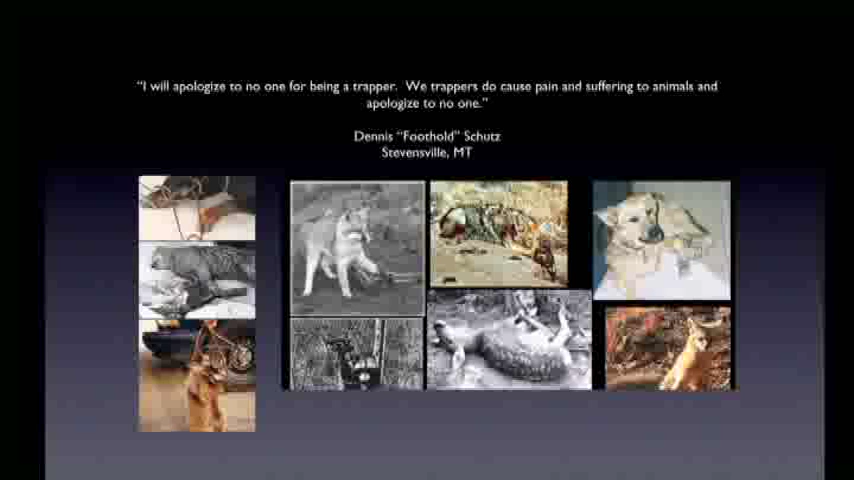 “I will apologize to no one for being a trapper. We trappers do cause pain and suffering to animals and
apologize to no one.”
Dennis “Foothold” Schutz
Stevensville, MT